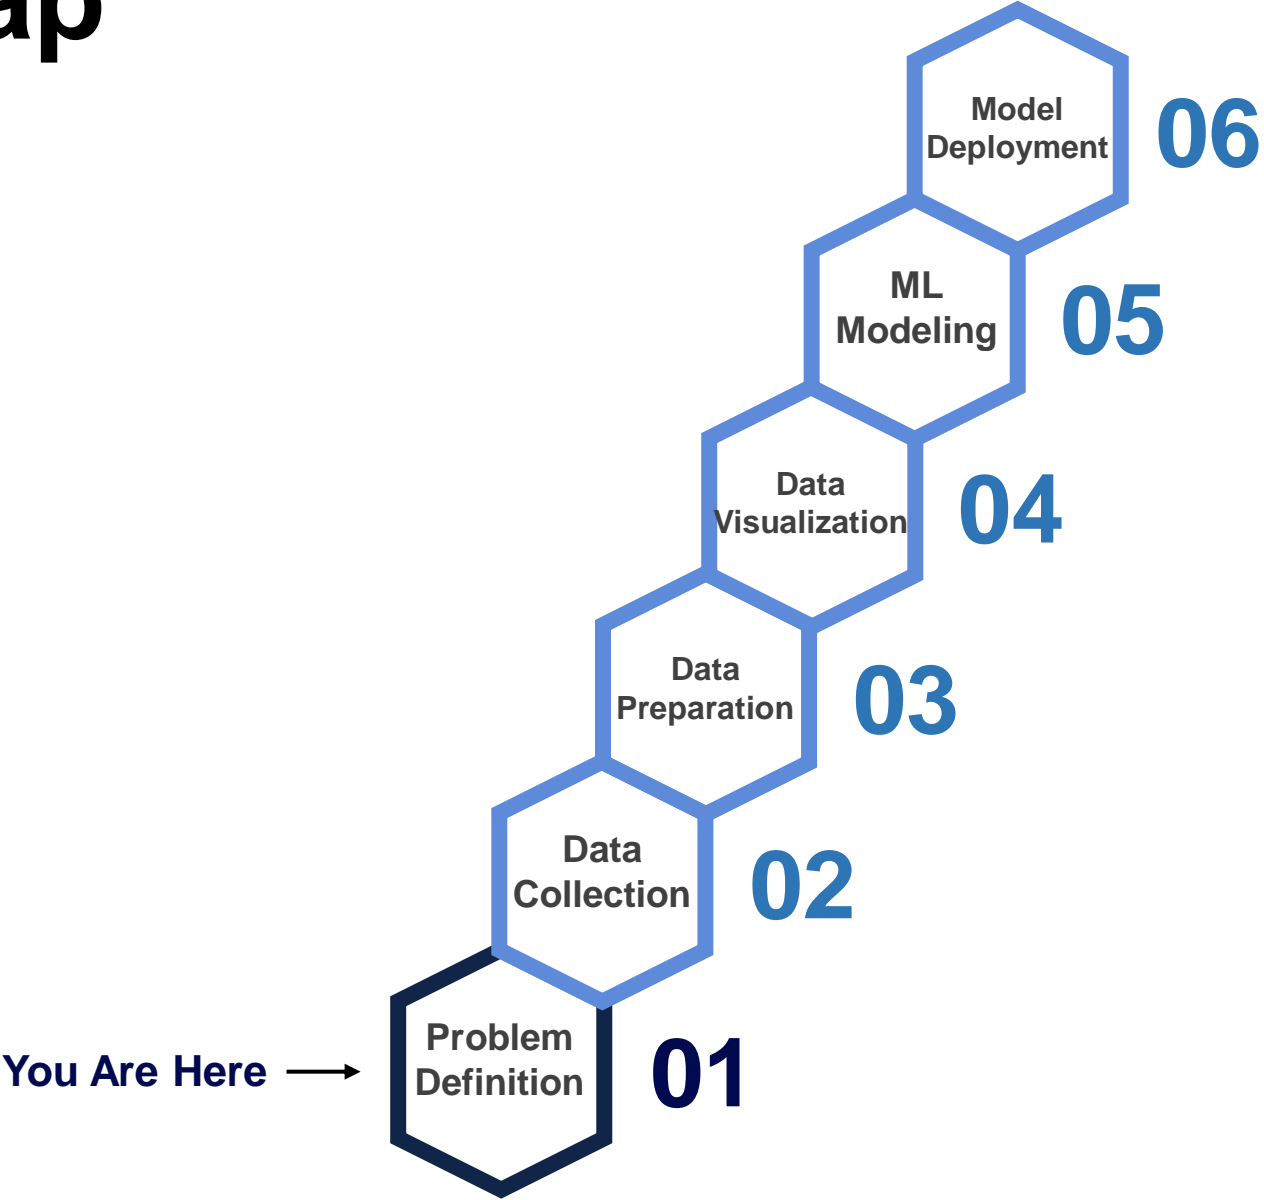 ap
Model
Deployment
06
ML
Modeling
05
Data
Visualization
04
Data
Preparation
03
Data
Collection
02
Problem
Definition
You Are Here
01